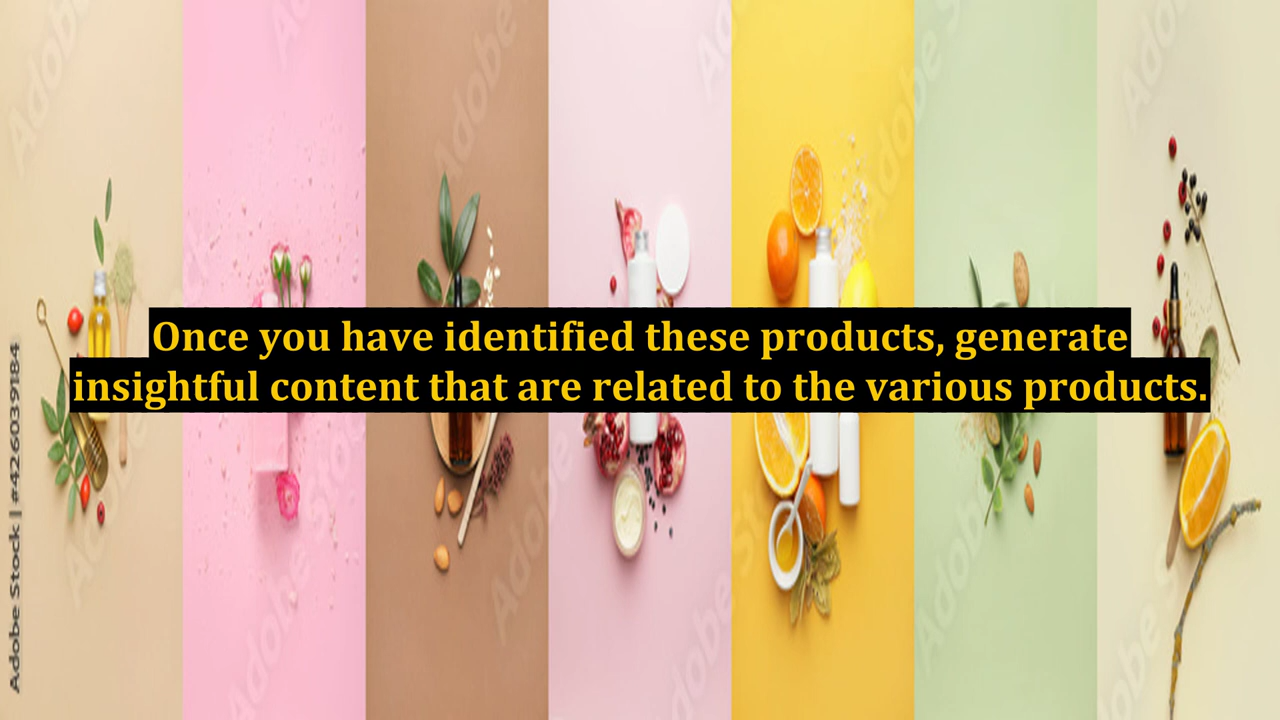 Once you have identified these products, generate
insightful content that are related to the various products.
Adobe Stock | #426039184